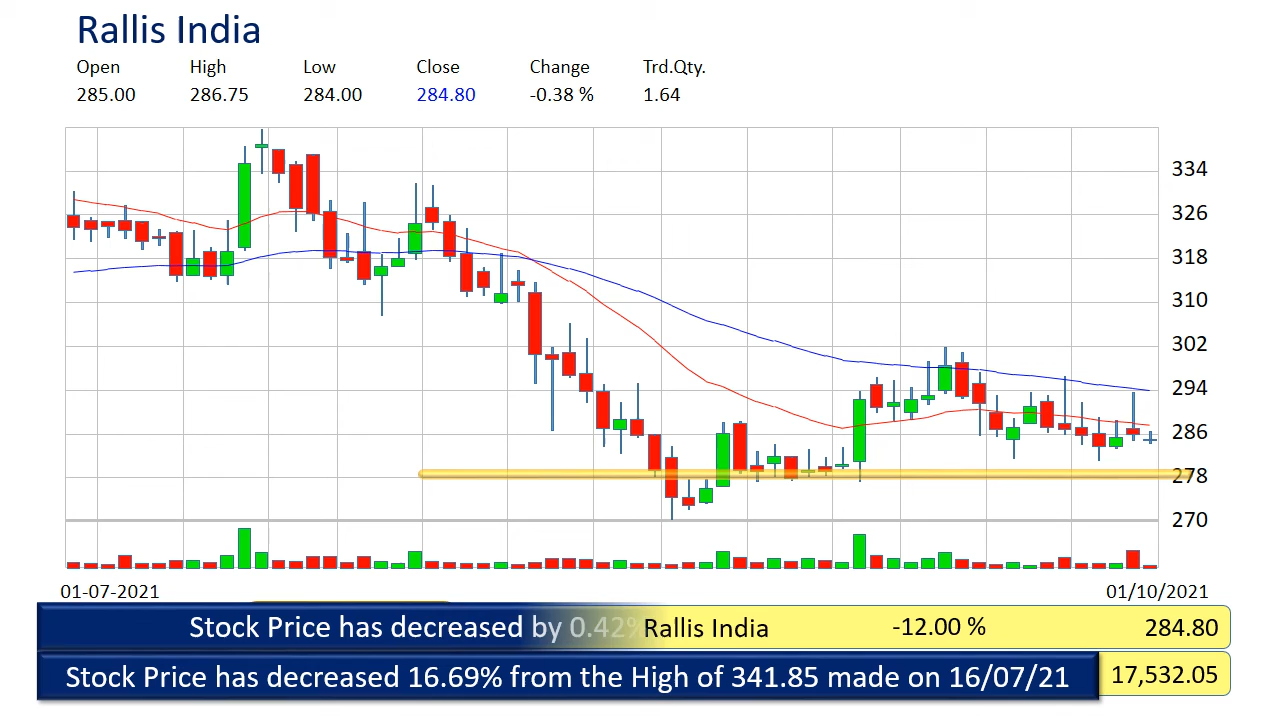 Rallis India
Open High Low Close Change Trd.Qty.
285.00 286.75 284.00 284.80 -0.38 % 1.64
334
326
318
310
302
294
286
278
270
01-07-2021 01/10/2021
Stock Price has decreased by 0.42% Rallis India -12.00 % 284.80
Stock Price has decreased 16.69% from the High of 341.85 made on 16/07/21 17,532.05